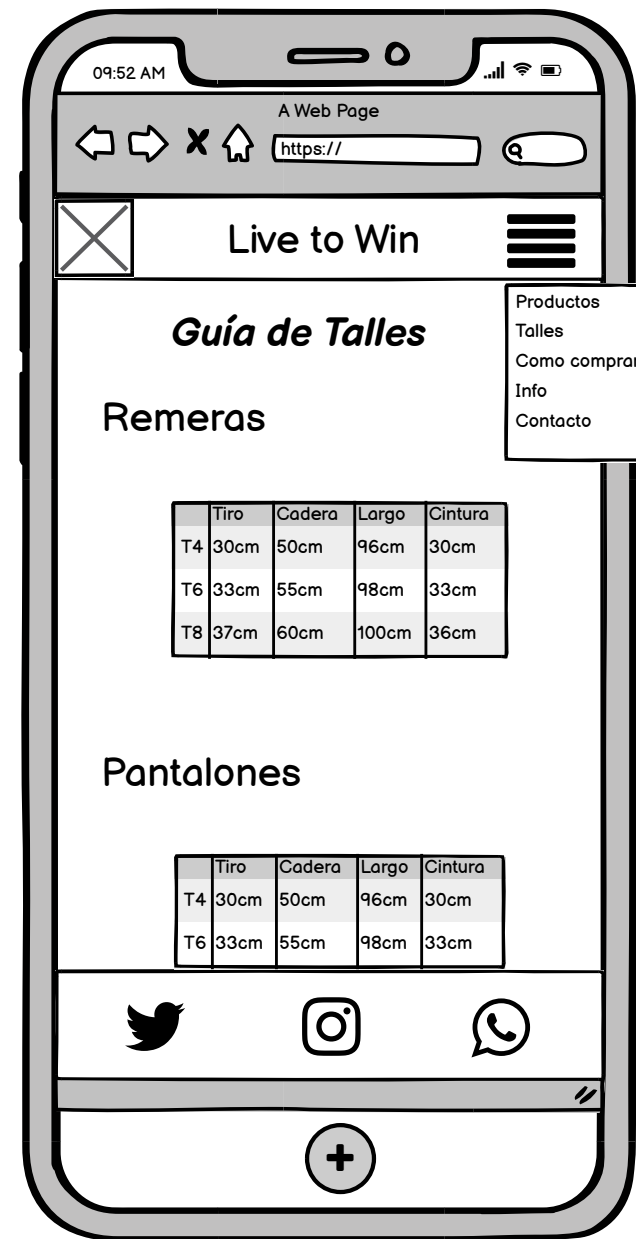 09:52 AM
A Web Page
https://
Live to Win
Productos
Talles
Como comprar
Info
Contacto
Guía de Talles
Remeras
Tiro Cadera Largo Cintura
T4 30cm 50cm 96cm 30cm
T6 33cm 55cm 98cm 33cm
T8 37cm 60cm 100cm 36cm
Pantalones
Tiro Cadera Largo Cintura
T4 30cm 50cm 96cm 30cm
T6 33cm 55cm 98cm 33cm